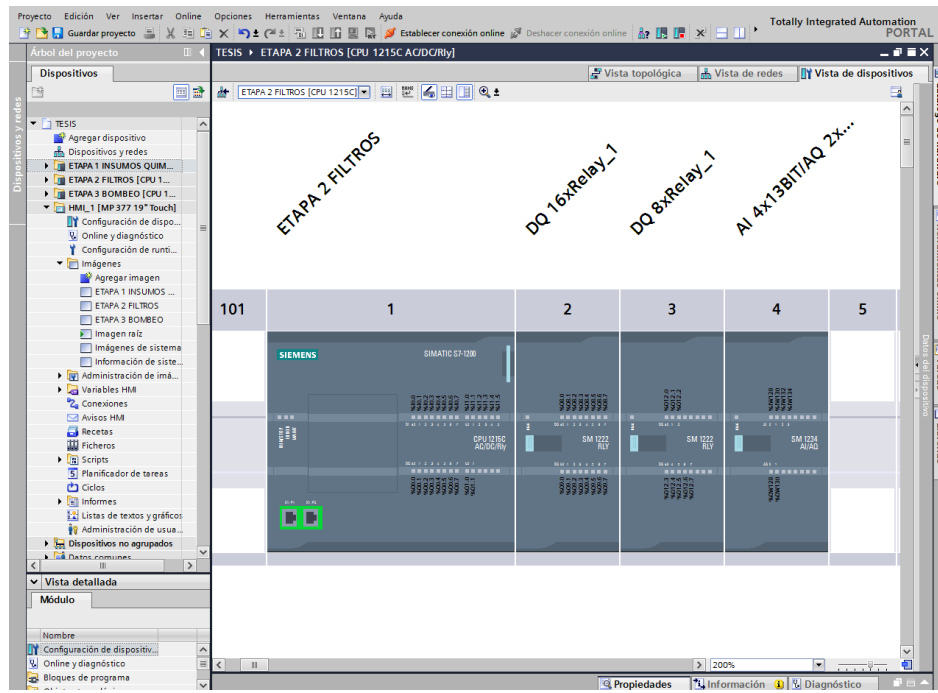 Proyecto Edición Ver Insertar Online Opciones Herramientas Ventana Ayuda
Totally Integrated Automation
PORTAL
Guardar proyecto
Establecer conexión online
Deshacer conexión online
Árbol del proyecto
TESIS ▸ ETAPA 2 FILTROS [CPU 1215C AC/DC/Rly]
Dispositivos
Vista topológica
Vista de redes
Vista de dispositivos
ETAPA 2 FILTROS [CPU 1215C]
Dispositivos y redes
TESIS
Agregar dispositivo
Dispositivos y redes
ETAPA 1 INSUMOS QUIM...
ETAPA 2 FILTROS [CPU 1...
ETAPA 3 BOMBEO [CPU 1...
HMI_1 [MP 377 19" Touch]
Configuración de dispo...
Online y diagnóstico
Configuración de runti...
Imágenes
Agregar imagen
ETAPA 1 INSUMOS ...
ETAPA 2 FILTROS
ETAPA 3 BOMBEO
Imagen raíz
Imágenes de sistema
Información de siste...
Administración de imá...
Variables HMI
Conexiones
Avisos HMI
Recetas
Ficheros
Scripts
Planificador de tareas
Ciclos
Informes
Listas de textos y gráficos
Administración de usua...
Dispositivos no agrupados
Datos comunes
Vista detallada
Módulo
Nombre
Configuración de dispositiv...
Online y diagnóstico
Bloques de programa
ETAPA 2 FILTROS
DQ 16xRelay_1
DQ 8xRelay_1
AI 4x13BIT/AQ 2x...
101 1 2 3 4 5
SIEMENS
SIMATIC S7-1200
CPU 1215C
AC/DC/Rly
SM 1222
RLY
SM 1222
RLY
SM 1234
AI/AQ
Datos del dispositivo
200%
Propiedades
Información
Diagnóstico